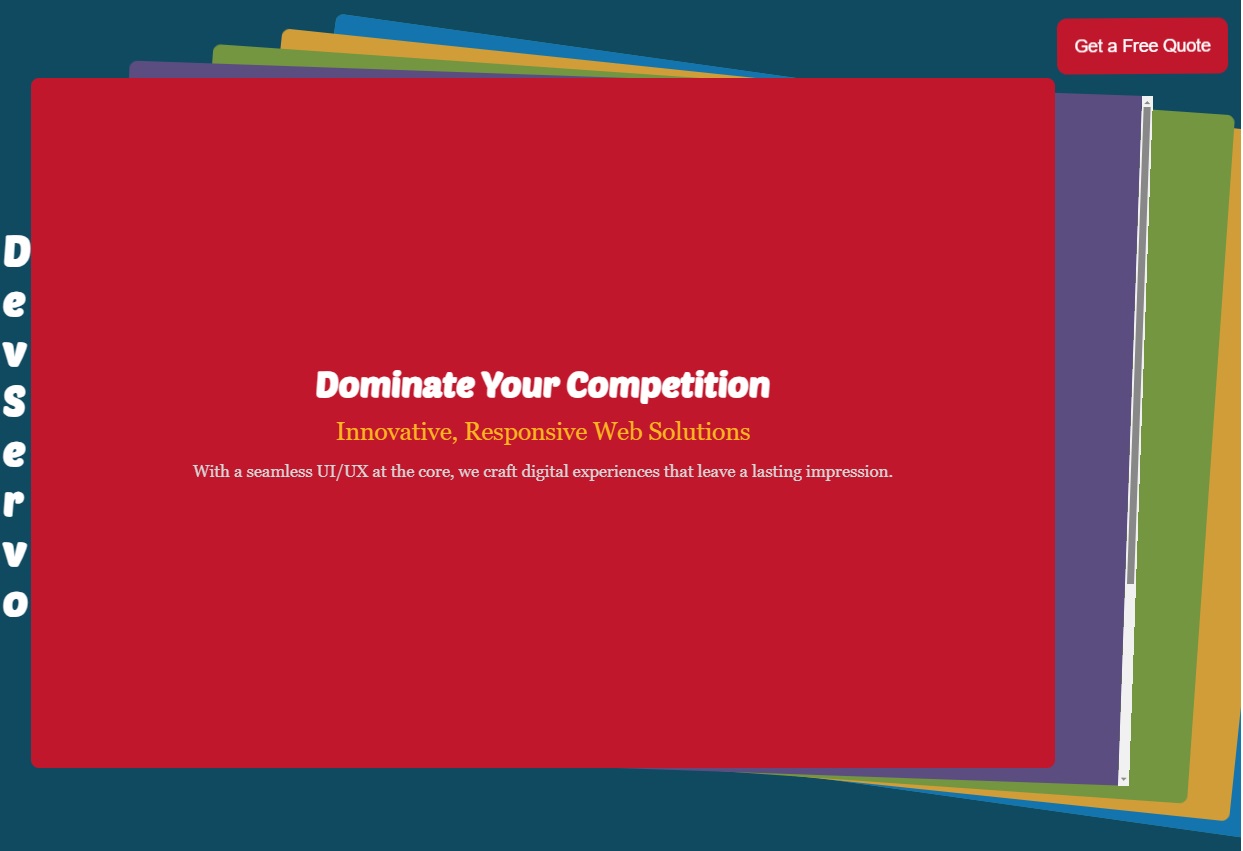 Get a Free Quote
DevServo
Dominate Your Competition
Innovative, Responsive Web Solutions
With a seamless UI/UX at the core, we craft digital experiences that leave a lasting impression.